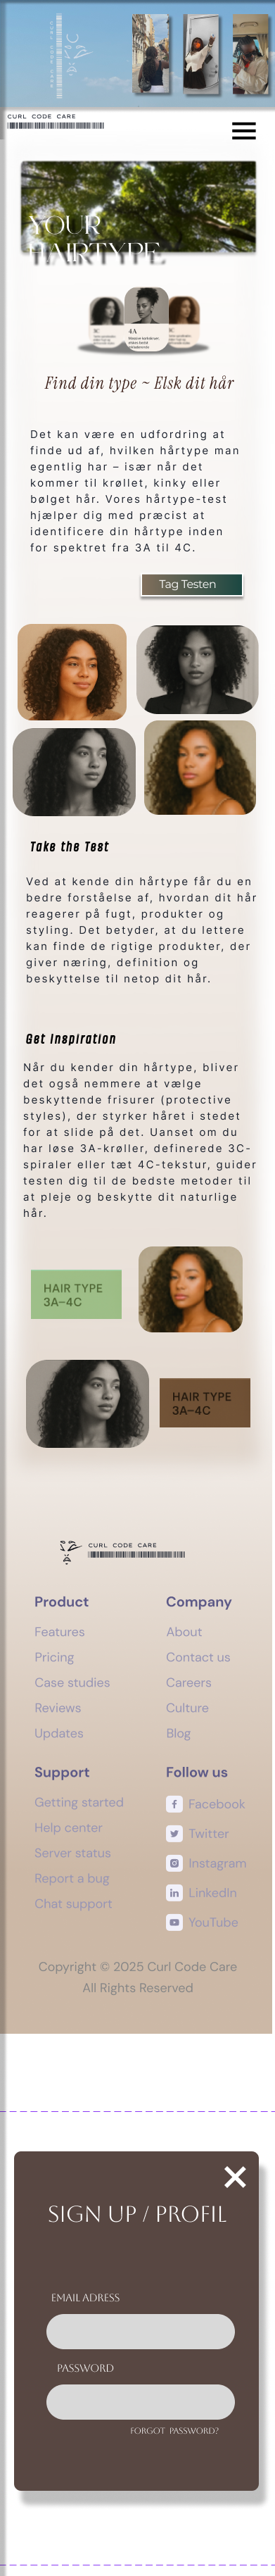 CURL CODE CARE
YOUR
HAIRTYPE
3C
4A
3C
Find din type ~ Elsk dit hår
Det kan være en udfordring at
finde ud af, hvilken hårtype man
egentlig har – især når det
kommer til krøllet, kinky eller
bølget hår. Vores hårtype-test
hjælper dig med præcist at
identificere din hårtype inden
for spektret fra 3A til 4C.
Tag Testen
Take the Test
Ved at kende din hårtype får du en
bedre forståelse af, hvordan dit hår
reagerer på fugt, produkter og
styling. Det betyder, at du lettere
kan finde de rigtige produkter, der
giver næring, definition og
beskyttelse til netop dit hår.
Get Inspiration
Når du kender din hårtype, bliver
det også nemmere at vælge
beskyttende frisurer (protective
styles), der styrker håret i stedet
for at slide på det. Uanset om du
har løse 3A-krøller, definerede 3C-
spiraler eller tæt 4C-tekstur, guider
testen dig til de bedste metoder til
at pleje og beskytte dit naturlige
hår.
HAIR TYPE
3A–4C
HAIR TYPE
3A–4C
CURL CODE CARE
Product
Features
Pricing
Case studies
Reviews
Updates
Company
About
Contact us
Careers
Culture
Blog
Support
Getting started
Help center
Server status
Report a bug
Chat support
Follow us
Facebook
Twitter
Instagram
LinkedIn
YouTube
Copyright © 2025 Curl Code Care
All Rights Reserved
SIGN UP / PROFIL
EMAIL ADRESS
PASSWORD
FORGOT PASSWORD?